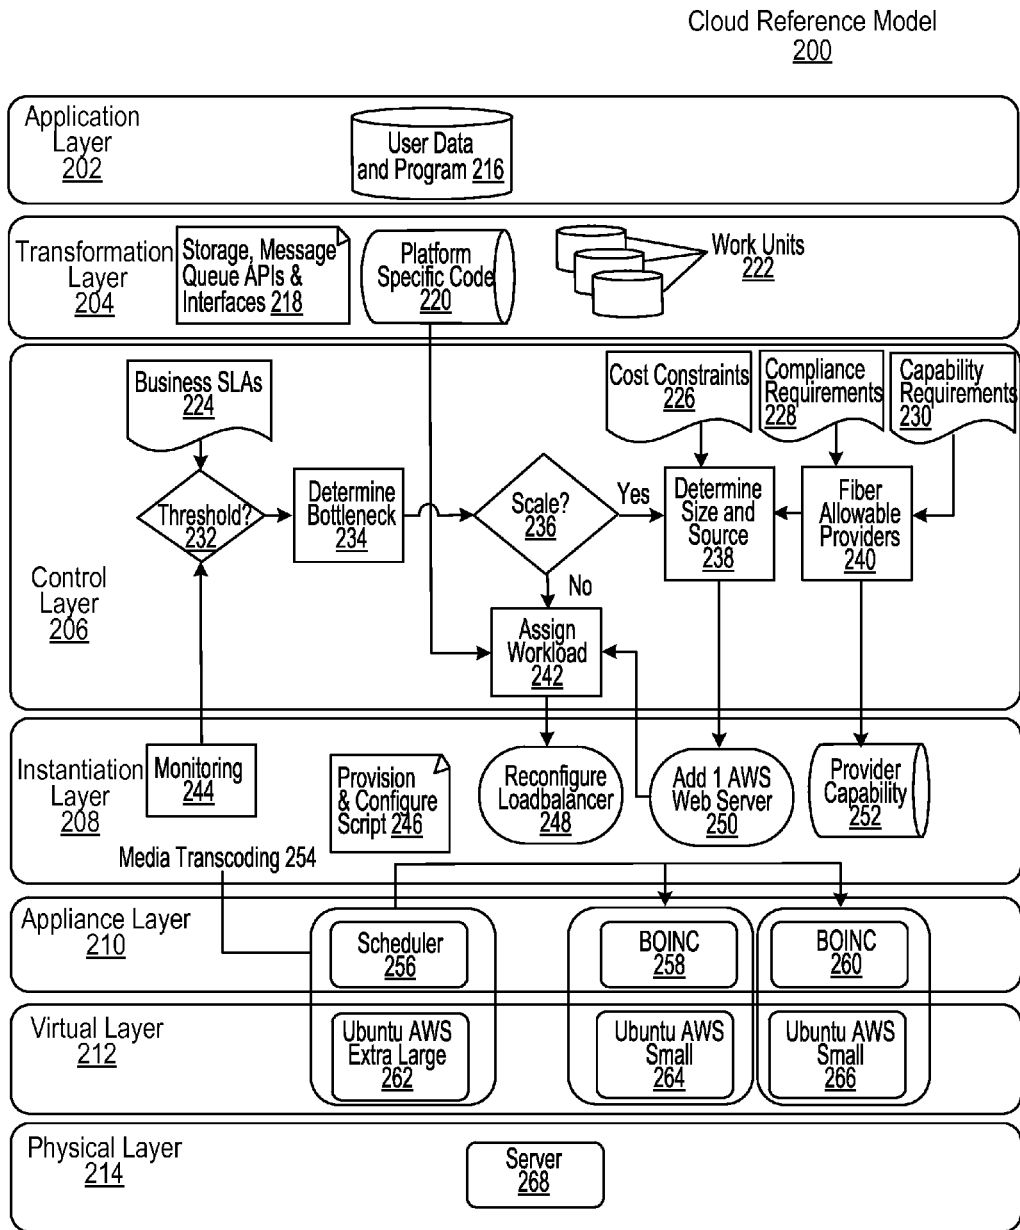 Cloud Reference Model
200
Application
Layer
202
User Data
and Program 216
Transformation
Layer
204
Storage, Message
Queue APIs &
Interfaces 218
Platform
Specific Code
220
Work Units
222
Business SLAs
224
Cost Constraints
226
Compliance
Requirements
228
Capability
Requirements
230
Threshold?
232
Determine
Bottleneck
234
Scale?
236
Yes
No
Determine
Size and
Source
238
Fiber
Allowable
Providers
240
Control
Layer
206
Assign
Workload
242
Instantiation
Layer
208
Monitoring
244
Provision
& Configure
Script 246
Reconfigure
Loadbalancer
248
Add 1 AWS
Web Server
250
Provider
Capability
252
Media Transcoding 254
Appliance Layer
210
Scheduler
256
BOINC
258
BOINC
260
Virtual Layer
212
Ubuntu AWS
Extra Large
262
Ubuntu AWS
Small
264
Ubuntu AWS
Small
266
Physical Layer
214
Server
268